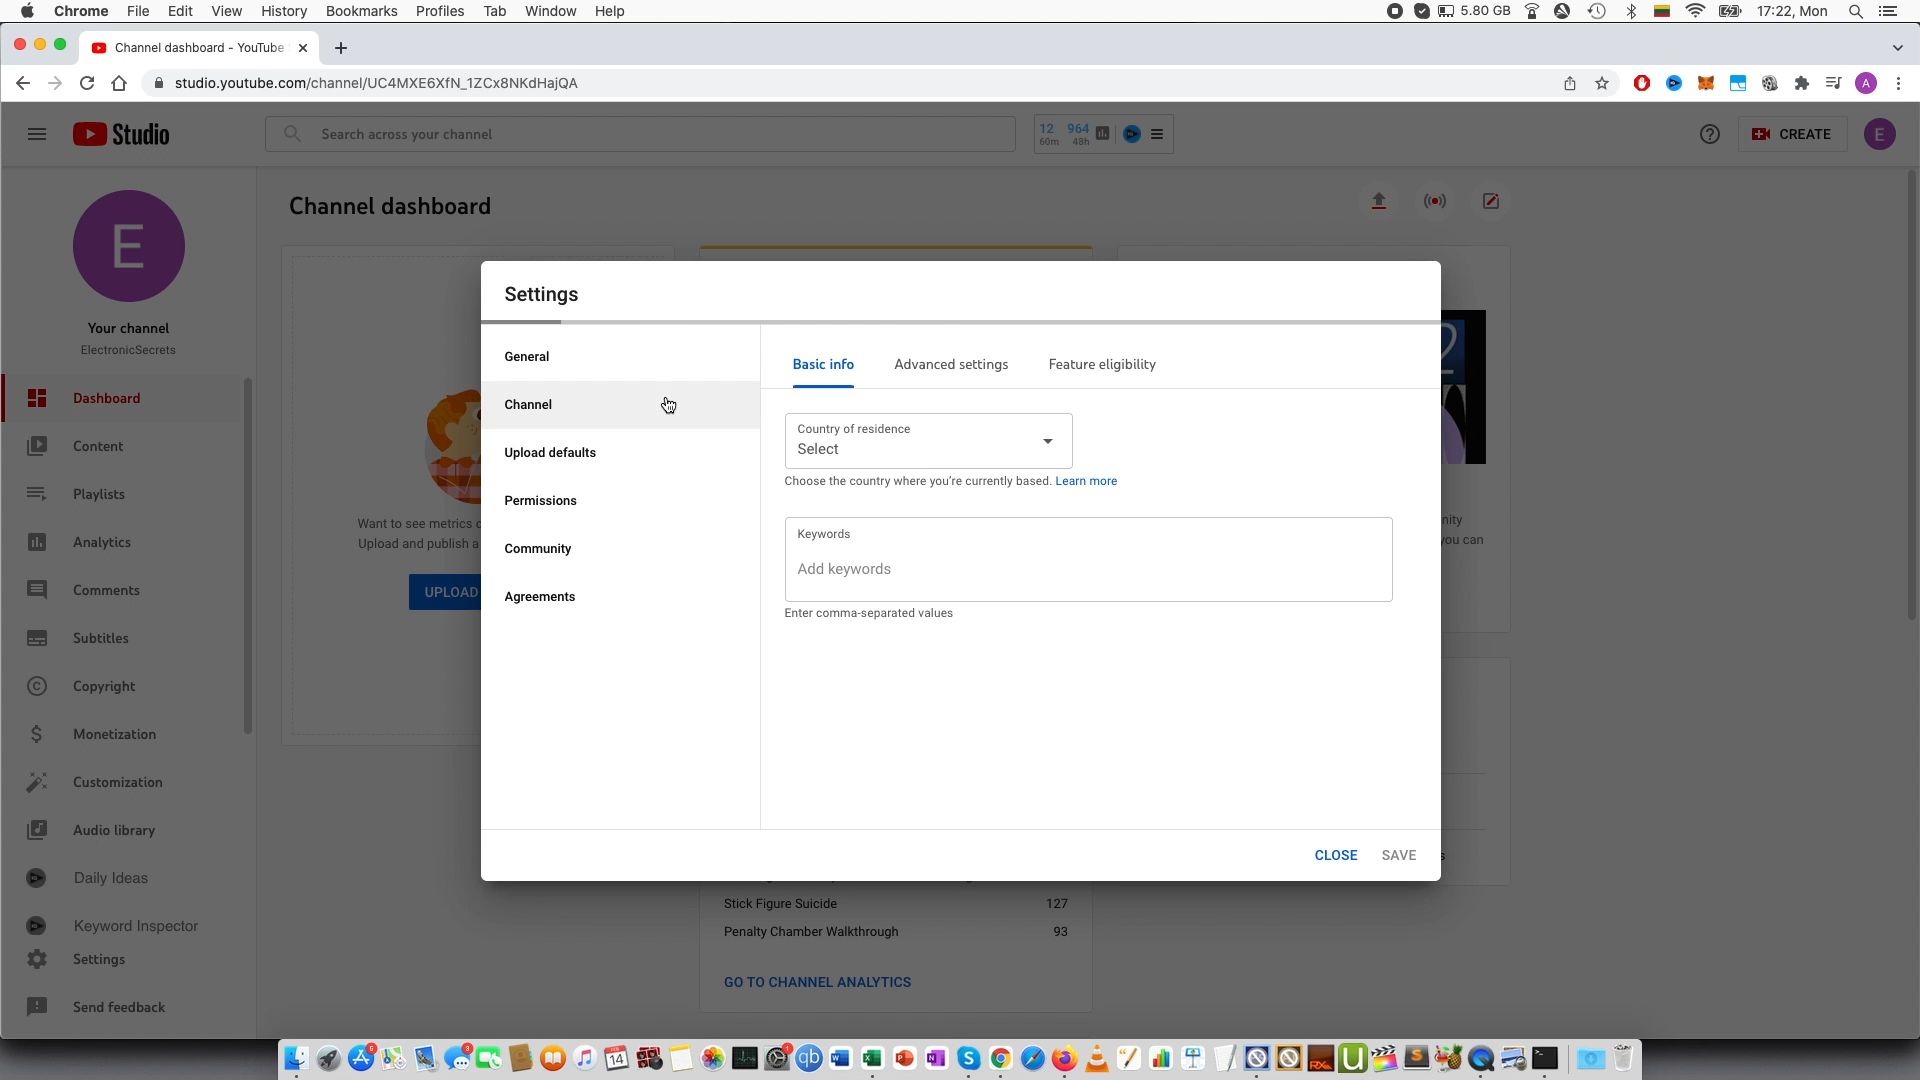 Chrome File Edit View History Bookmarks Profiles Tab Window Help 5.80 GB 17:22, Mon
Channel dashboard - YouTube
studio.youtube.com/channel/UC4MXE6XfN_1ZCx8NKdHajQA
A
Studio
Search across your channel
12 964
60m 48h
CREATE
E
E
Your channel
ElectronicSecrets
Dashboard
Content
Playlists
Analytics
Comments
Subtitles
Copyright
Monetization
Customization
Audio library
Daily Ideas
Keyword Inspector
Settings
Send feedback
Channel dashboard
Want to see metrics
Upload and publish a
UPLOAD
Settings
General
Channel
Upload defaults
Permissions
Community
Agreements
Basic info Advanced settings Feature eligibility
Country of residence
Select
Choose the country where you're currently based. Learn more
Keywords
Add keywords
Enter comma-separated values
CLOSE SAVE
nity
you can
s
Stick Figure Suicide 127
Penalty Chamber Walkthrough 93
GO TO CHANNEL ANALYTICS